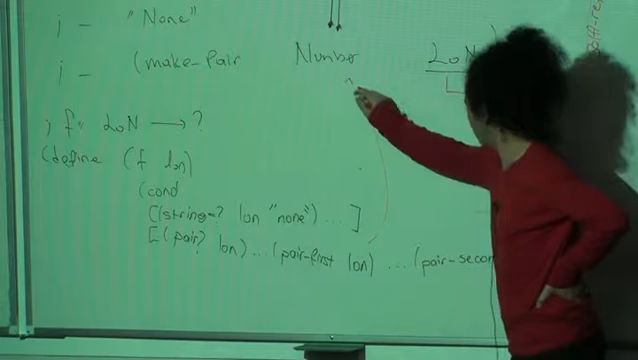 ; - "None"
; - (make-pair Number LoN)
; f: LoN → ?
(define (f lon)
(cond
[(string=? lon "none") ... ]
[(pair? lon) ... (pair-first lon) ... (pair-secon